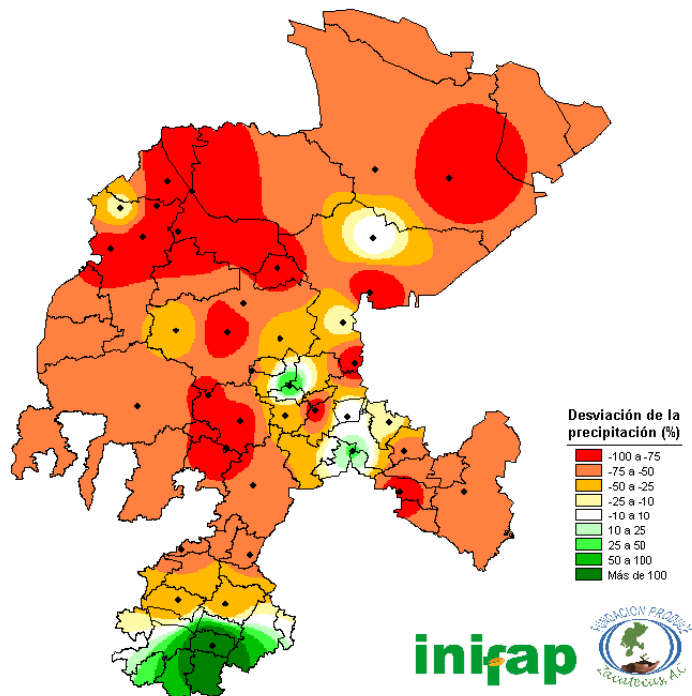 Desviación de la
precipitación (%)
-100 a -75
-75 a -50
-50 a -25
-25 a -10
-10 a 10
10 a 25
25 a 50
50 a 100
Más de 100
inifap
FUNDACION PRODUCE
Zacatecas, A.C.